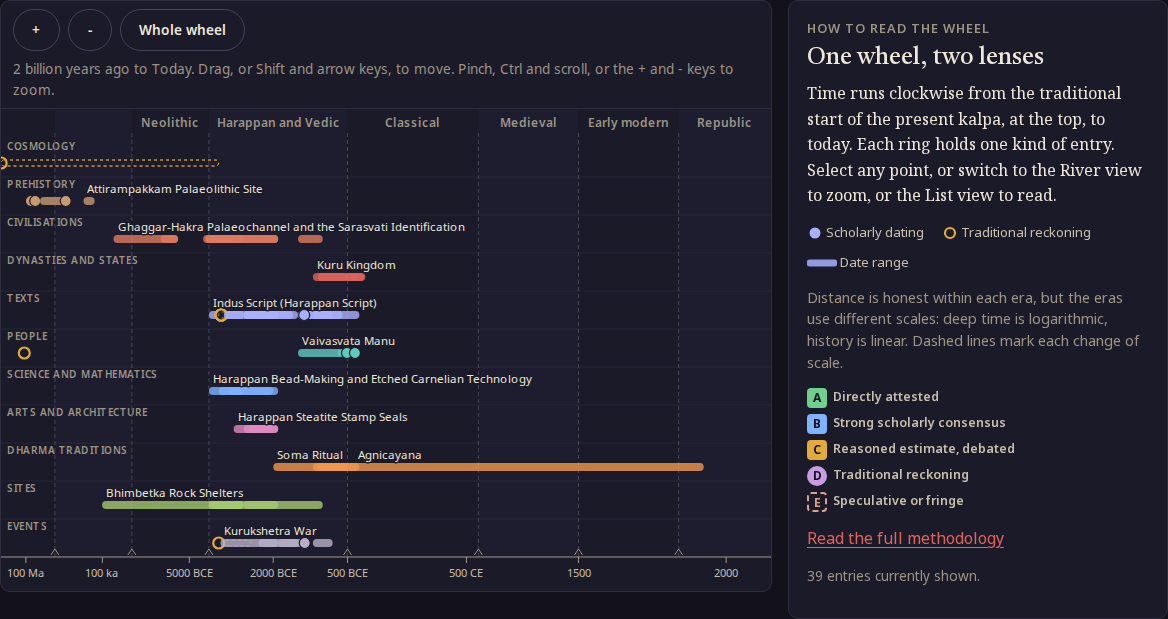 +
-
Whole wheel
2 billion years ago to Today. Drag, or Shift and arrow keys, to move. Pinch, Ctrl and scroll, or the + and - keys to
zoom.
Neolithic
Harappan and Vedic
Classical
Medieval
Early modern
Republic
COSMOLOGY
PREHISTORY
Attirampakkam Palaeolithic Site
CIVILISATIONS
Ghaggar-Hakra Palaeochannel and the Sarasvati Identification
DYNASTIES AND STATES
Kuru Kingdom
TEXTS
Indus Script (Harappan Script)
PEOPLE
Vaivasvata Manu
SCIENCE AND MATHEMATICS
Harappan Bead-Making and Etched Carnelian Technology
ARTS AND ARCHITECTURE
Harappan Steatite Stamp Seals
DHARMA TRADITIONS
Soma Ritual
Agnicayana
SITES
Bhimbetka Rock Shelters
EVENTS
Kurukshetra War
100 Ma
100 ka
5000 BCE
2000 BCE
500 BCE
500 CE
1500
2000
HOW TO READ THE WHEEL
One wheel, two lenses
Time runs clockwise from the traditional
start of the present kalpa, at the top, to
today. Each ring holds one kind of entry.
Select any point, or switch to the River view
to zoom, or the List view to read.
Scholarly dating
Traditional reckoning
Date range
Distance is honest within each era, but the eras
use different scales: deep time is logarithmic,
history is linear. Dashed lines mark each change of
scale.
A Directly attested
B Strong scholarly consensus
C Reasoned estimate, debated
D Traditional reckoning
E Speculative or fringe
Read the full methodology
39 entries currently shown.